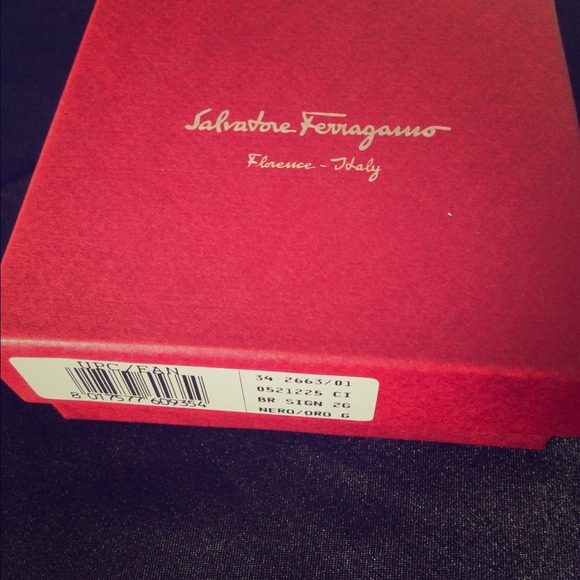 Salvatore Ferragamo
Florence - Italy
UPC/EAN
8 017577 609354
34 2663/01
0521225 CI
BR SIGN 2G
NERO/ORO G